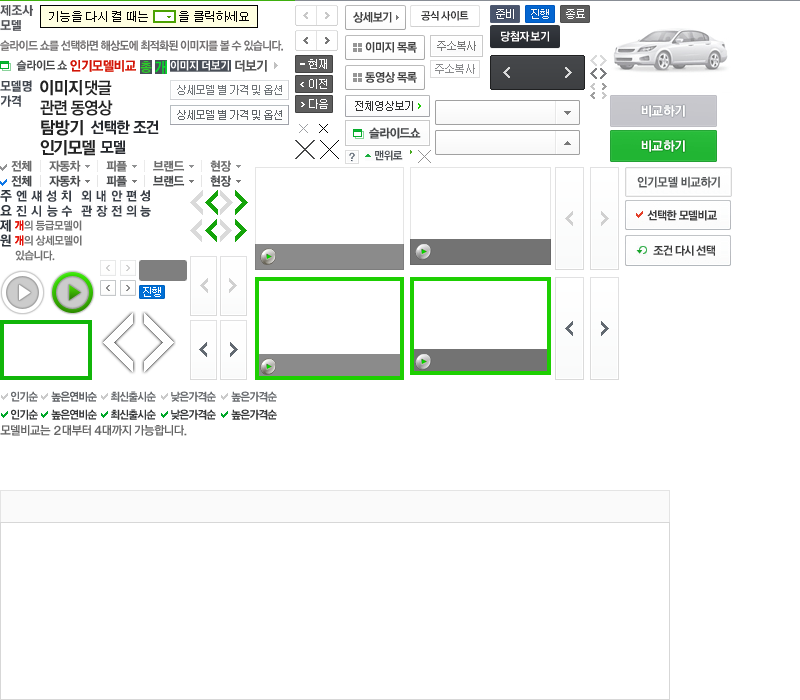 제조사
모델
기능을 다시 켤 때는 을 클릭하세요
슬라이드 쇼를 선택하면 해상도에 최적화된 이미지를 볼 수 있습니다.
슬라이드 쇼 인기모델비교 홍 가 이미지 더보기 더보기
모델명
가격
이미지댓글
관련 동영상
탐방기 선택한 조건
인기모델 모델
상세모델 별 가격 및 옵션
상세모델 별 가격 및 옵션
전체 자동차 피플 브랜드 현장
전체 자동차 피플 브랜드 현장
주 엔 새 성 치 외 내 안 편 성
요 진 시 능 수 관 장 전 의 능
제 개의 등급모델이
원 개의 상세모델이
있습니다.
진행
현재
이전
다음
상세보기
공식 사이트
이미지 목록
주소복사
동영상 목록
주소복사
전체영상보기
슬라이드쇼
? 맨위로
준비 진행 종료
당첨자 보기
비교하기
비교하기
인기모델 비교하기
선택한 모델비교
조건 다시 선택
인기순 높은연비순 최신출시순 낮은가격순 높은가격순
인기순 높은연비순 최신출시순 낮은가격순 높은가격순
모델비교는 2대부터 4대까지 가능합니다.